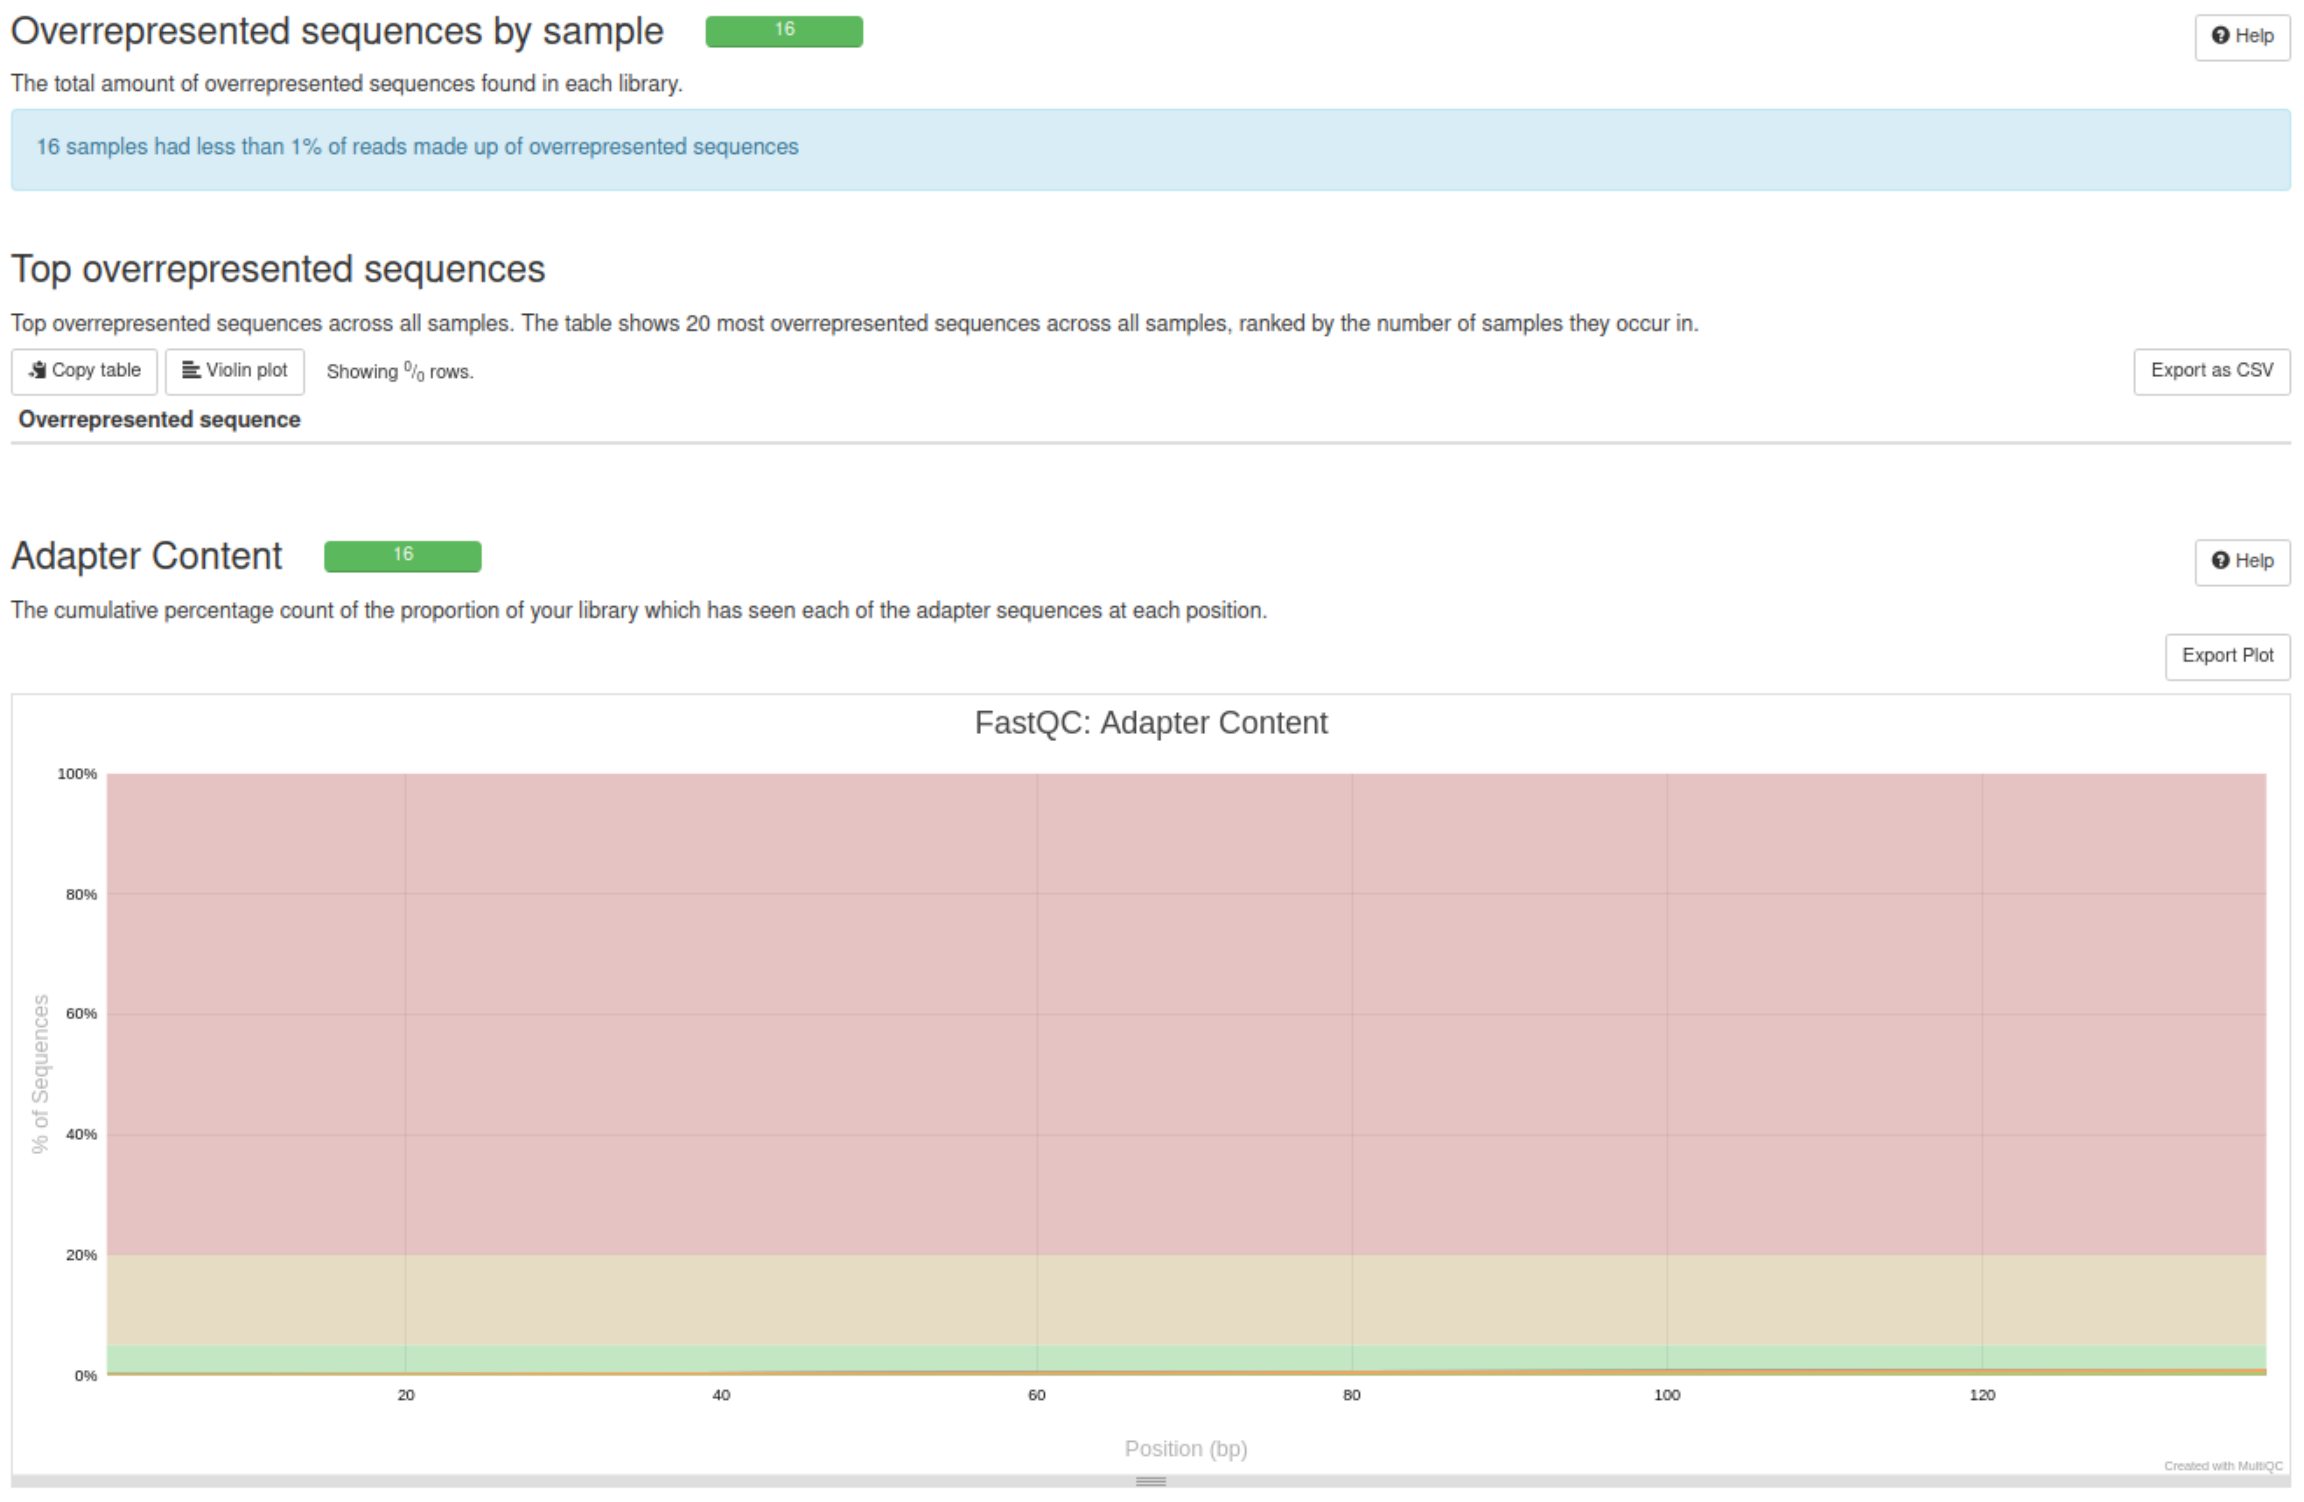 Overrepresented sequences by sample 16 Help
The total amount of overrepresented sequences found in each library.
16 samples had less than 1% of reads made up of overrepresented sequences
Top overrepresented sequences
Top overrepresented sequences across all samples. The table shows 20 most overrepresented sequences across all samples, ranked by the number of samples they occur in.
Copy table Violin plot Showing 0/0 rows. Export as CSV
Overrepresented sequence
Adapter Content 16 Help
The cumulative percentage count of the proportion of your library which has seen each of the adapter sequences at each position.
Export Plot
FastQC: Adapter Content
100%
80%
60%
40%
20%
0%
% of Sequences
20 40 60 80 100 120
Position (bp)
Created with MultiQC